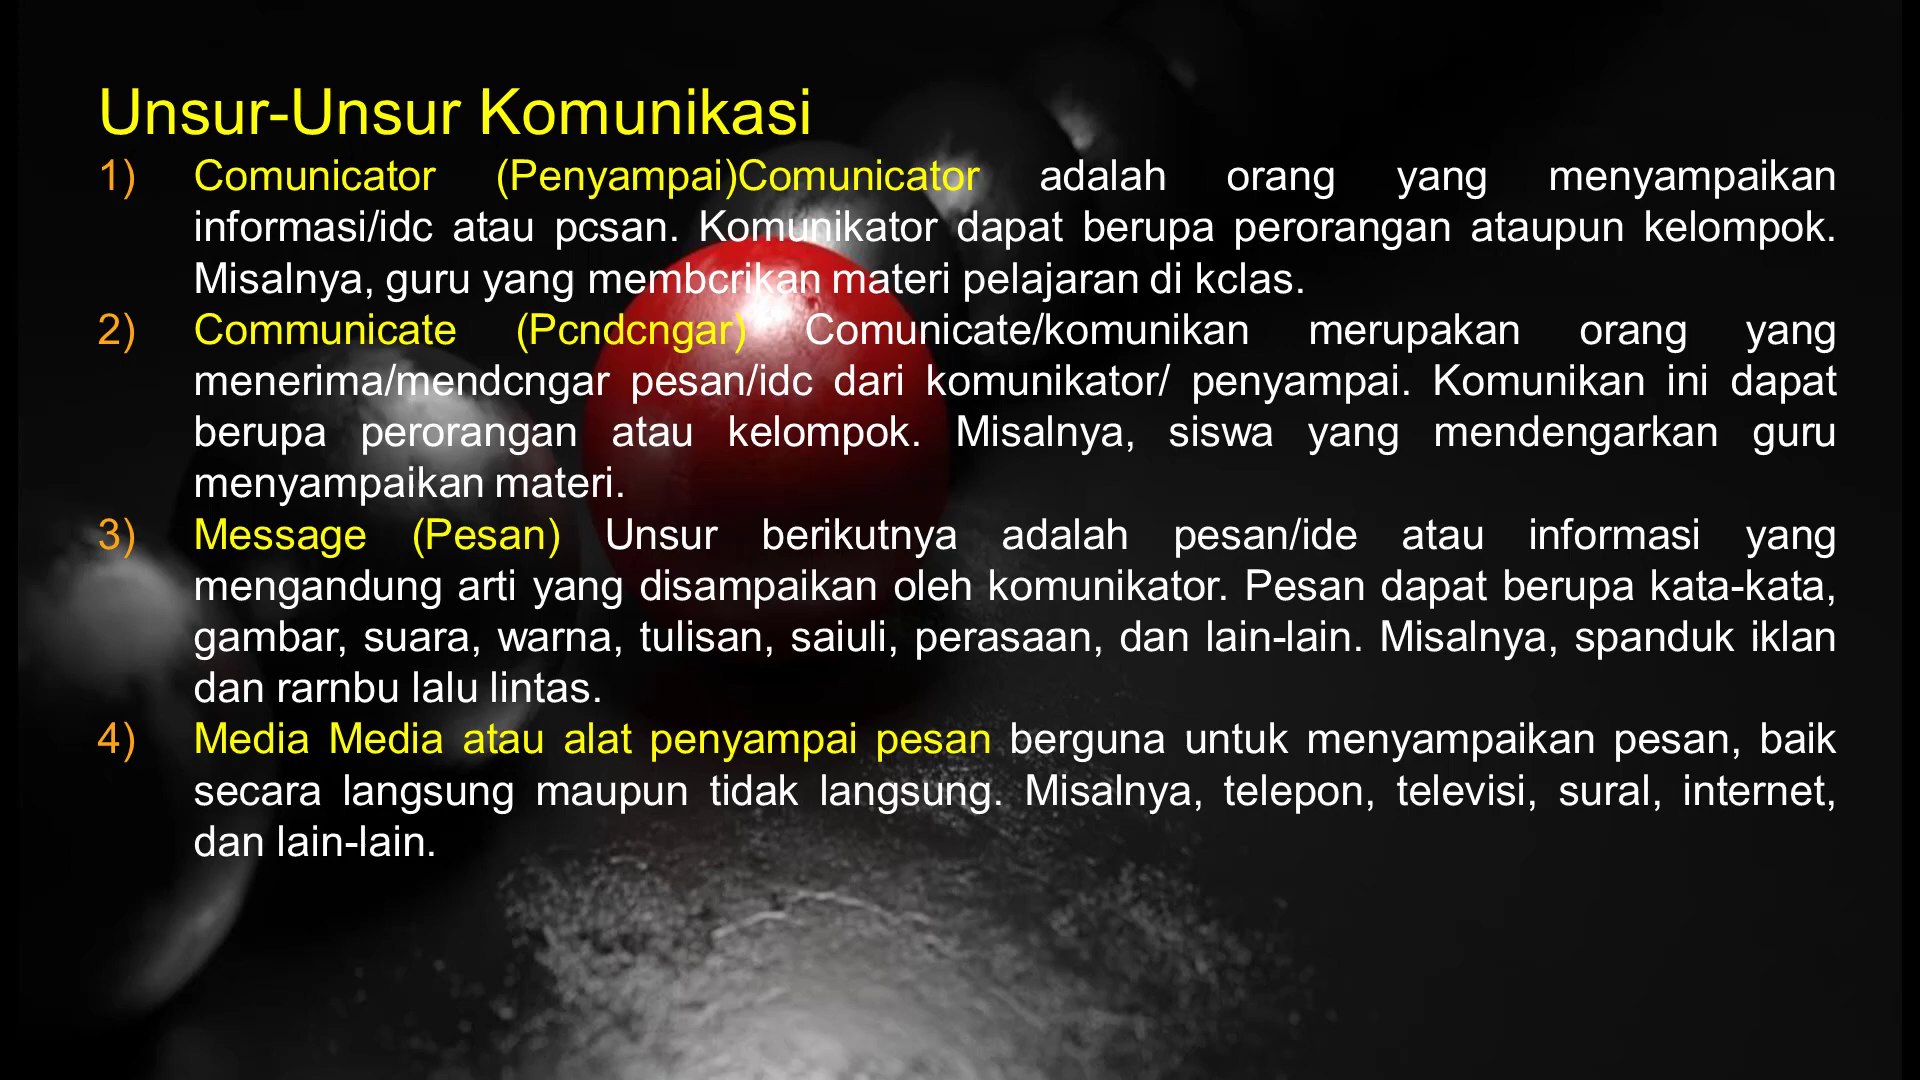 Unsur-Unsur Komunikasi
1) Comunicator (Penyampai)Comunicator adalah orang yang menyampaikan
informasi/idc atau pcsan. Komunikator dapat berupa perorangan ataupun kelompok.
Misalnya, guru yang membcrikan materi pelajaran di kclas.
2) Communicate (Pcndcngar) Comunicate/komunikan merupakan orang yang
menerima/mendcngar pesan/idc dari komunikator/ penyampai. Komunikan ini dapat
berupa perorangan atau kelompok. Misalnya, siswa yang mendengarkan guru
menyampaikan materi.
3) Message (Pesan) Unsur berikutnya adalah pesan/ide atau informasi yang
mengandung arti yang disampaikan oleh komunikator. Pesan dapat berupa kata-kata,
gambar, suara, warna, tulisan, saiuli, perasaan, dan lain-lain. Misalnya, spanduk iklan
dan rarnbu lalu lintas.
4) Media Media atau alat penyampai pesan berguna untuk menyampaikan pesan, baik
secara langsung maupun tidak langsung. Misalnya, telepon, televisi, sural, internet,
dan lain-lain.